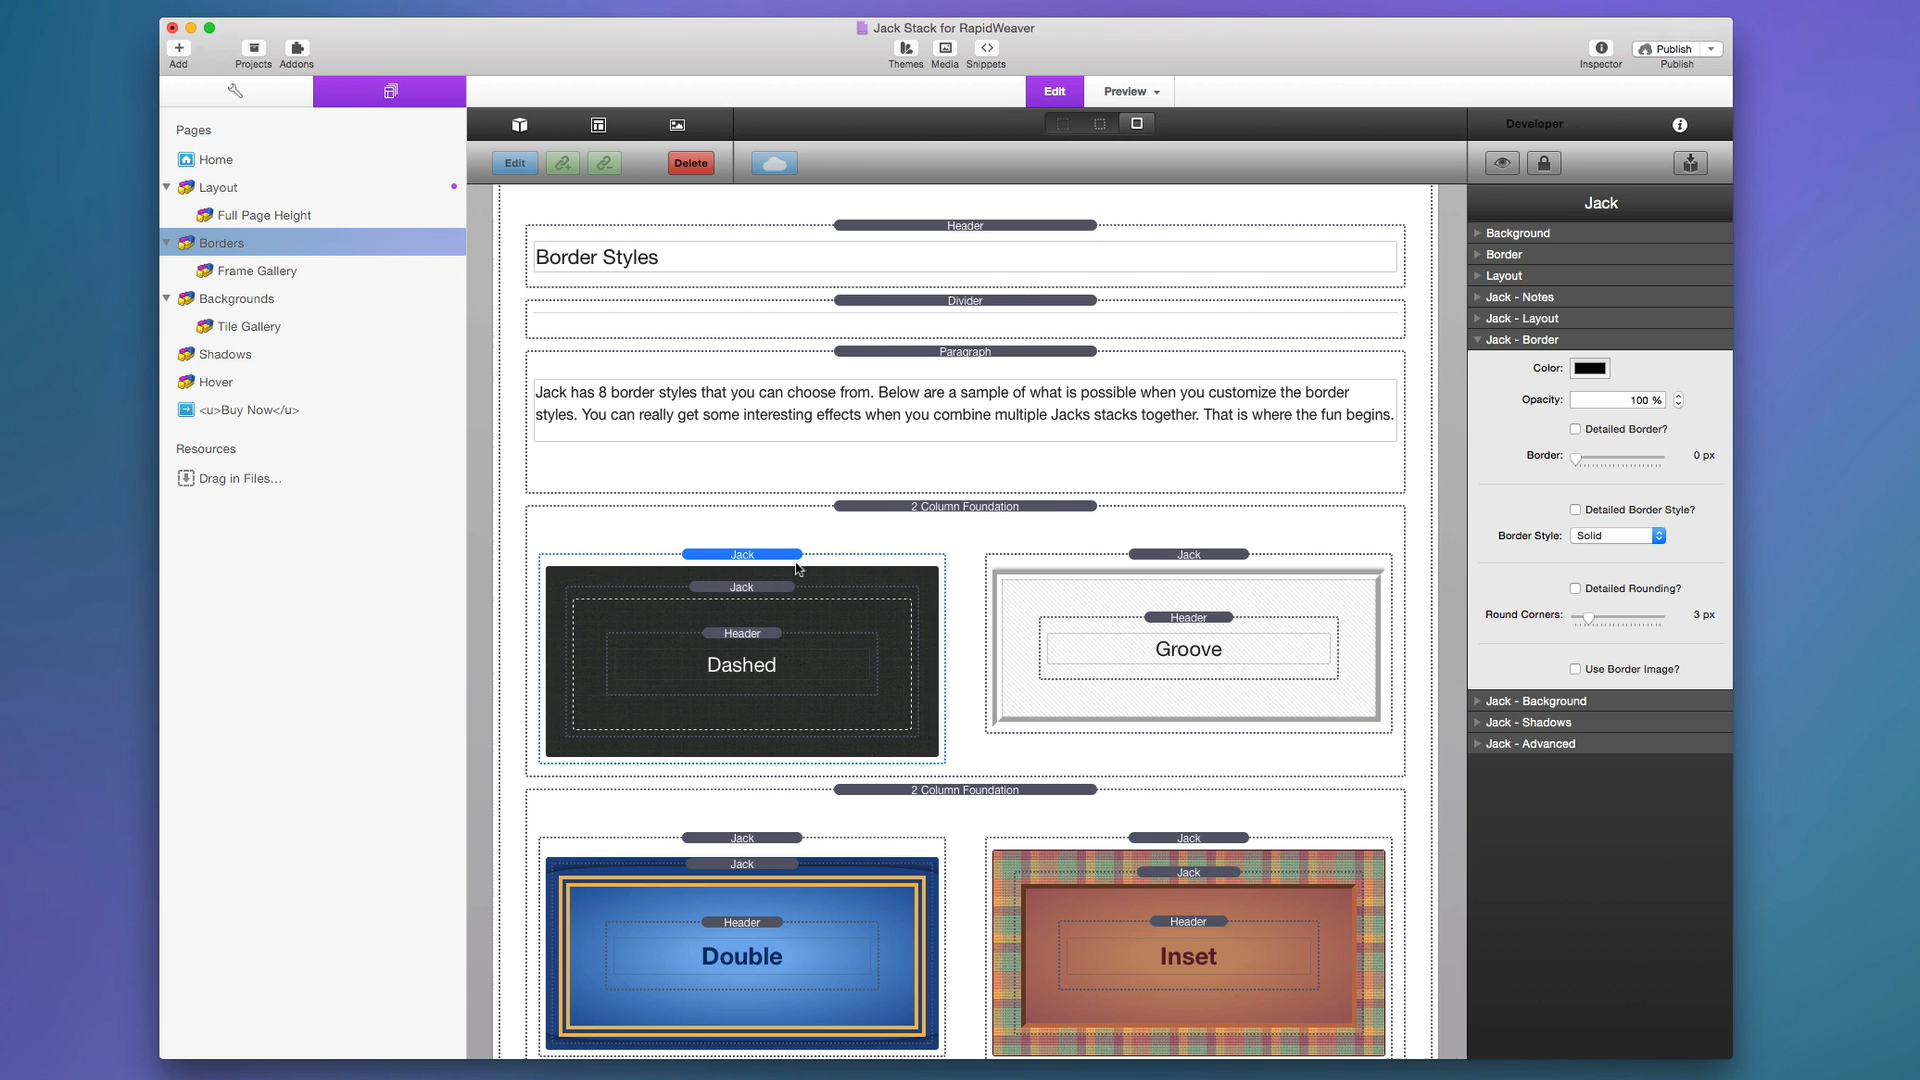 Jack Stack for RapidWeaver
Add
Projects
Addons
Themes
Media
Snippets
Inspector
Publish
Publish
Edit
Preview
Pages
Home
Layout
Full Page Height
Borders
Frame Gallery
Backgrounds
Tile Gallery
Shadows
Hover
<u>Buy Now</u>
Resources
Drag in Files...
Edit
Delete
Header
Border Styles
Divider
Paragraph
Jack has 8 border styles that you can choose from. Below are a sample of what is possible when you customize the border
styles. You can really get some interesting effects when you combine multiple Jacks stacks together. That is where the fun begins.
2 Column Foundation
Jack
Jack
Header
Dashed
Jack
Header
Groove
2 Column Foundation
Jack
Jack
Header
Double
Jack
Jack
Header
Inset
Developer
Jack
Background
Border
Layout
Jack - Notes
Jack - Layout
Jack - Border
Color:
Opacity: 100 %
Detailed Border?
Border: 0 px
Detailed Border Style?
Border Style: Solid
Detailed Rounding?
Round Corners: 3 px
Use Border Image?
Jack - Background
Jack - Shadows
Jack - Advanced